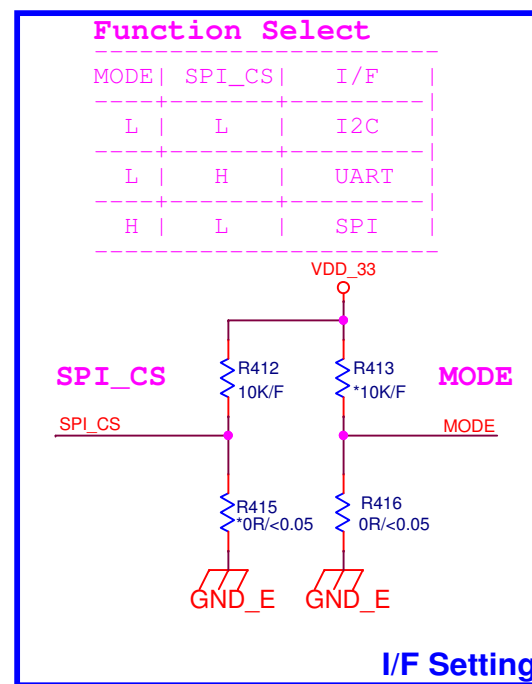 Function Select
MODE| SPI_CS| I/F |
----+-------+---------|
L | L | I2C |
----+-------+---------|
L | H | UART |
----+-------+---------|
H | L | SPI |
VDD_33
R412
10K/F
R413
*10K/F
SPI_CS
MODE
SPI_CS
MODE
R415
*0R/<0.05
R416
0R/<0.05
GND_E
GND_E
I/F Setting